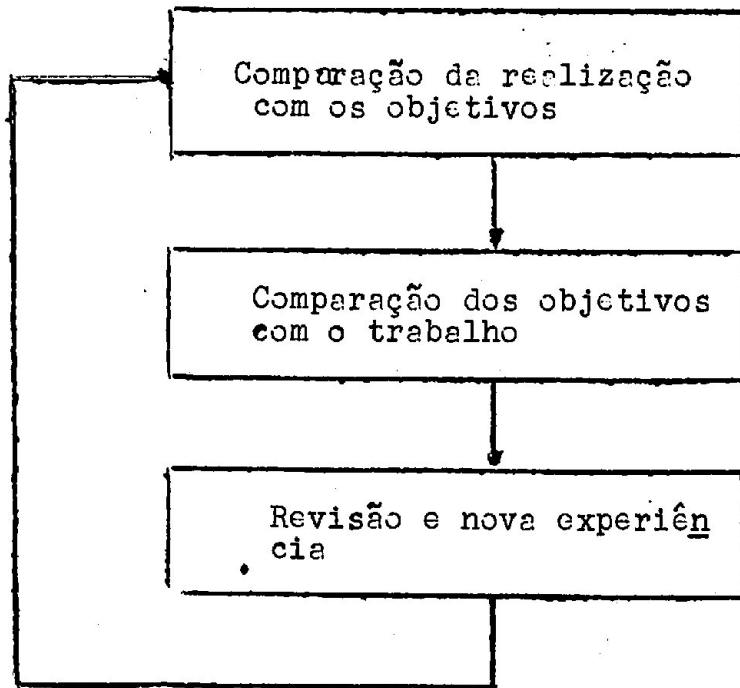 Comparação da realização
com os objetivos
Comparação dos objetivos
com o trabalho
Revisão e nova experiên
cia